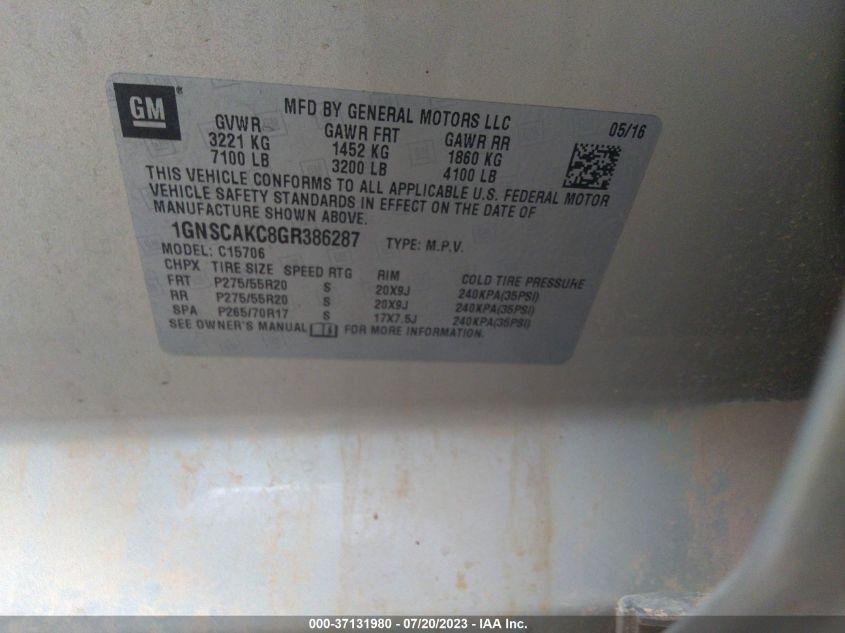 GM®
MFD BY GENERAL MOTORS LLC
05/16
GVWR GAWR FRT GAWR RR
3221 KG 1452 KG 1860 KG
7100 LB 3200 LB 4100 LB
THIS VEHICLE CONFORMS TO ALL APPLICABLE U.S. FEDERAL MOTOR
VEHICLE SAFETY STANDARDS IN EFFECT ON THE DATE OF
MANUFACTURE SHOWN ABOVE.
1GNSCAKC8GR386287 TYPE: M.P.V.
MODEL: C15706
CHPX TIRE SIZE SPEED RTG RIM COLD TIRE PRESSURE
FRT P275/55R20 S 20X9J 240KPA(35PSI)
RR P275/55R20 S 20X9J 240KPA(35PSI)
SPA P265/70R17 S 17X7.5J 240KPA(35PSI)
SEE OWNER'S MANUAL FOR MORE INFORMATION.
000-37131980 - 07/20/2023 - IAA Inc.